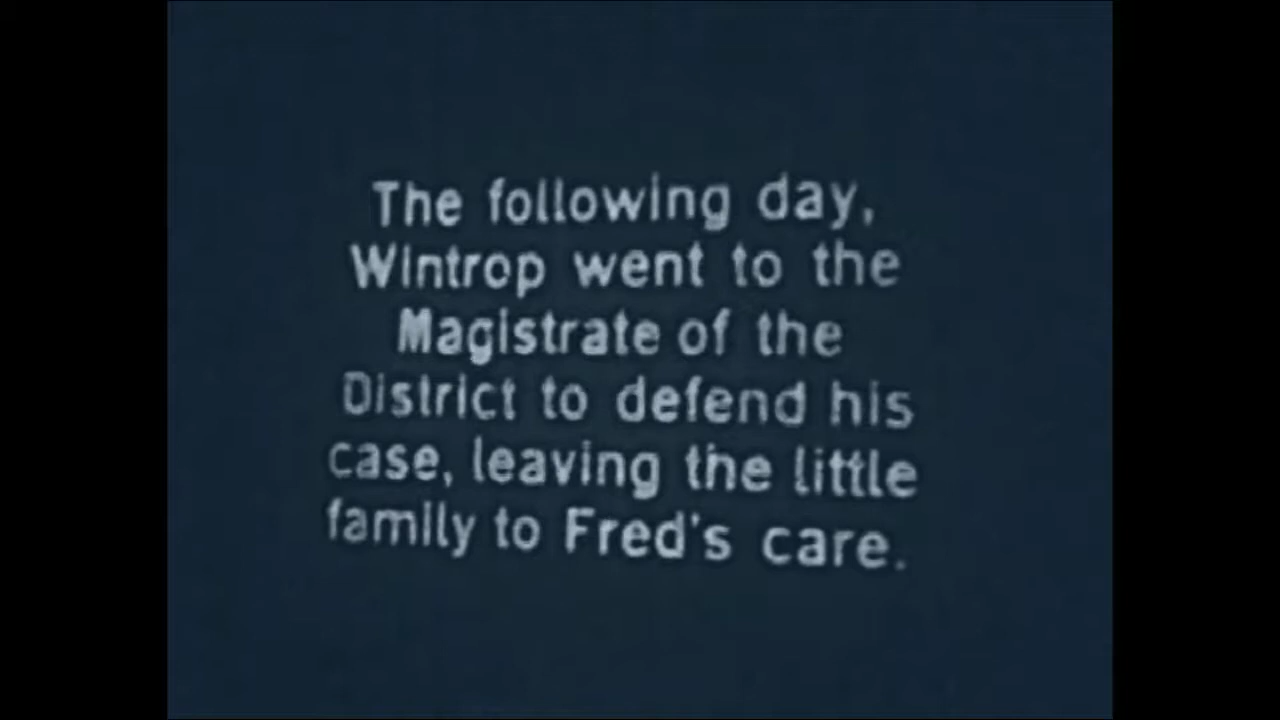 The following day,
Wintrop went to the
Magistrate of the
District to defend his
case, leaving the little
family to Fred's care.